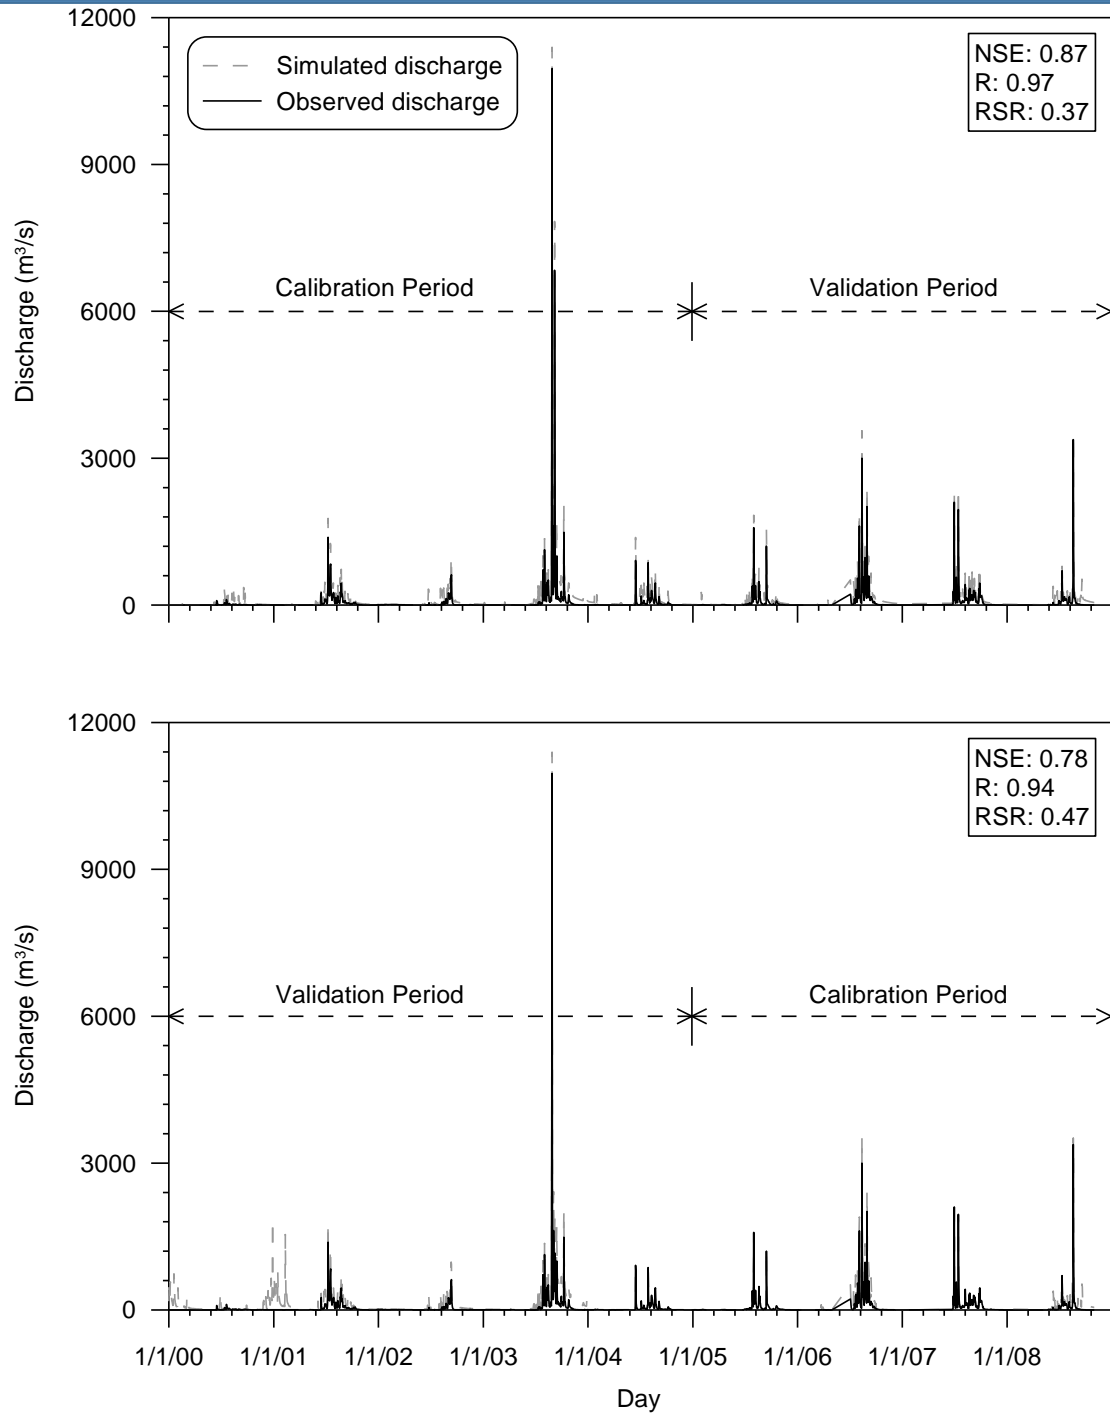 12000
9000
6000
3000
0
Discharge (m³/s)
Simulated discharge
Observed discharge
NSE: 0.87
R: 0.97
RSR: 0.37
Calibration Period
Validation Period
12000
9000
6000
3000
0
Discharge (m³/s)
NSE: 0.78
R: 0.94
RSR: 0.47
Validation Period
Calibration Period
1/1/00 1/1/01 1/1/02 1/1/03 1/1/04 1/1/05 1/1/06 1/1/07 1/1/08
Day